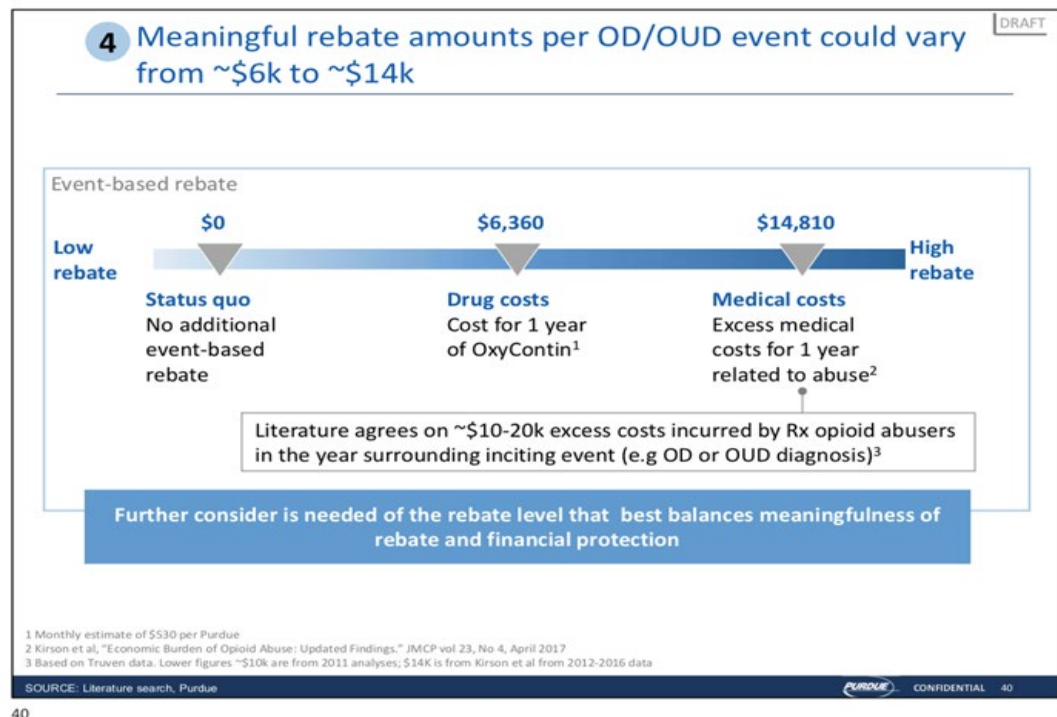 DRAFT
4 Meaningful rebate amounts per OD/OUD event could vary
from ~$6k to ~$14k
Event-based rebate
$0 $6,360 $14,810
Low
rebate
High
rebate
Status quo
No additional
event-based
rebate
Drug costs
Cost for 1 year
of OxyContin1
Medical costs
Excess medical
costs for 1 year
related to abuse2
Literature agrees on ~$10-20k excess costs incurred by Rx opioid abusers
in the year surrounding inciting event (e.g OD or OUD diagnosis)3
Further consider is needed of the rebate level that best balances meaningfulness of
rebate and financial protection
1 Monthly estimate of $530 per Purdue
2 Kirson et al, "Economic Burden of Opioid Abuse: Updated Findings." JMCP vol 23, No 4, April 2017
3 Based on Truven data. Lower figures ~$10k are from 2011 analyses; $14K is from Kirson et al from 2012-2016 data
SOURCE: Literature search, Purdue PURDUE CONFIDENTIAL 40
40